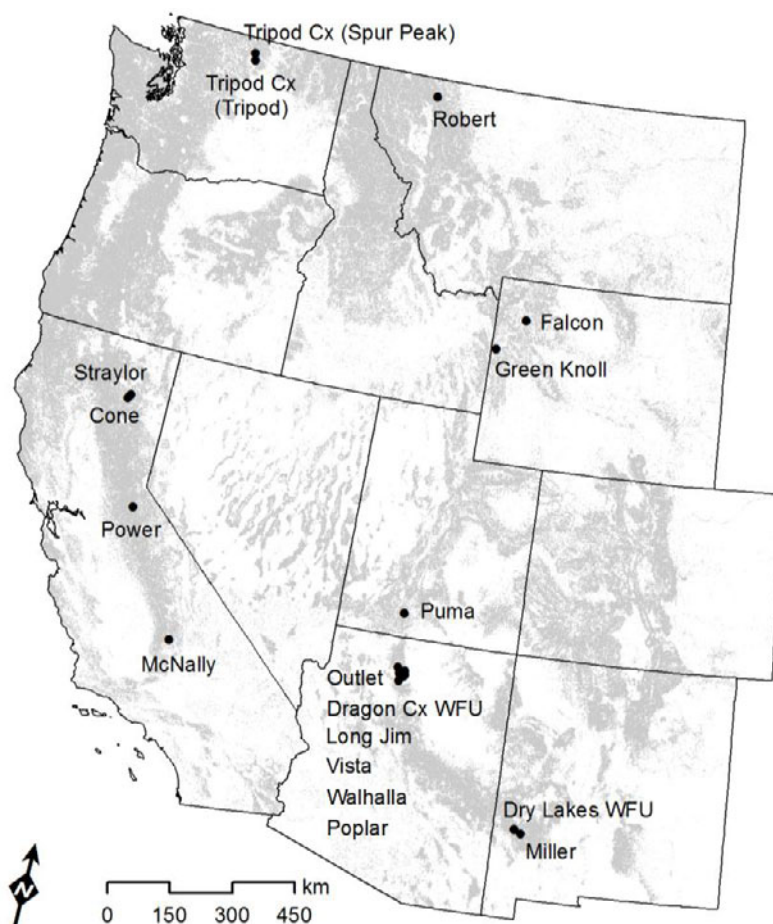 Tripod Cx (Spur Peak)
Tripod Cx
(Tripod)
Robert
Falcon
Green Knoll
Straylor
Cone
Power
McNally
Puma
Outlet
Dragon Cx WFU
Long Jim
Vista
Walhalla
Poplar
Dry Lakes WFU
Miller
N
km
0 150 300 450